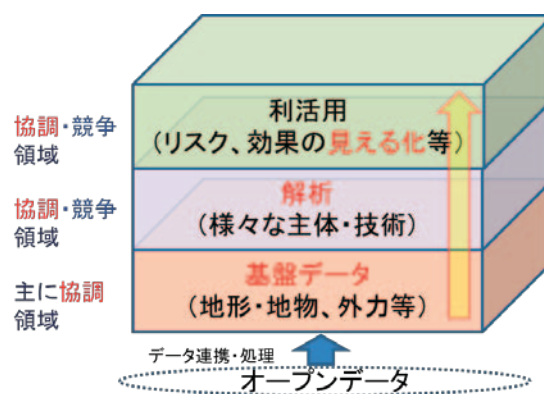 協調・競争
領域
利活用
(リスク、効果の見える化等)
協調・競争
領域
解析
(様々な主体・技術)
主に協調
領域
基盤データ
(地形・地物、外力等)
データ連携・処理
オープンデータ